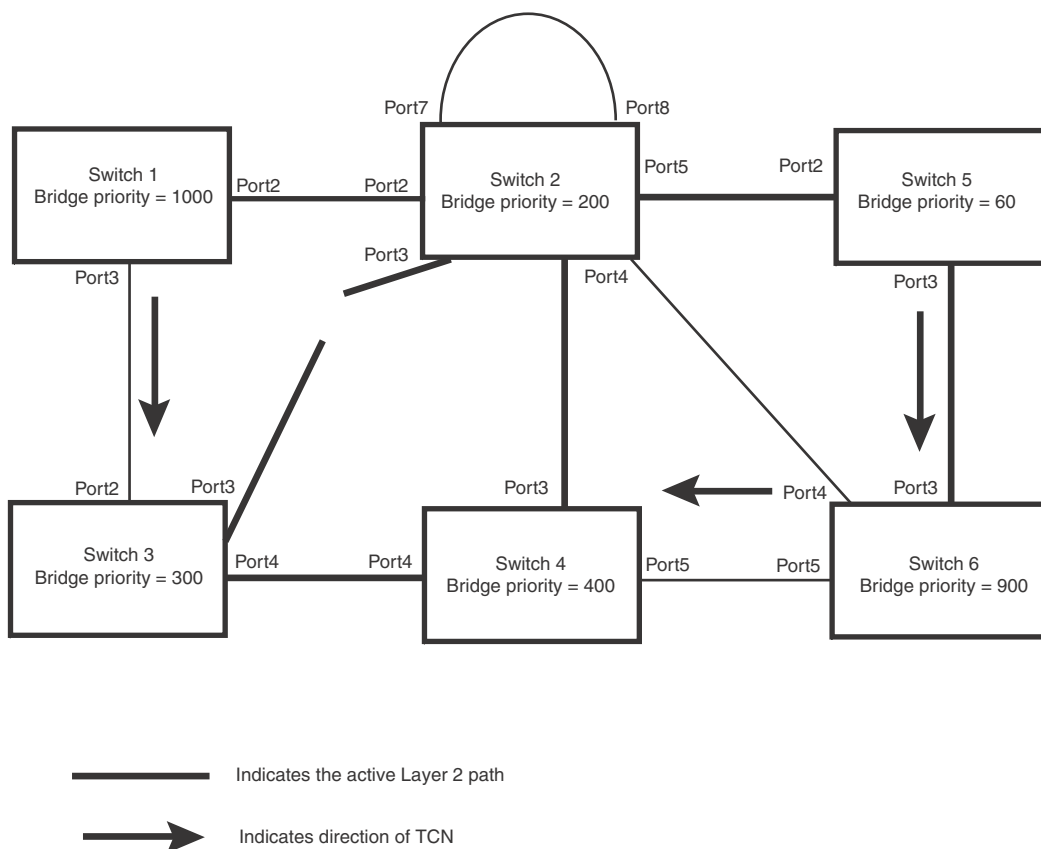 Port7
Port8
Switch 1
Bridge priority = 1000
Port2
Port2
Switch 2
Bridge priority = 200
Port5
Port2
Switch 5
Bridge priority = 60
Port3
Port3
Port4
Port3
Port2
Port3
Port3
Port4
Port3
Switch 3
Bridge priority = 300
Port4
Port4
Switch 4
Bridge priority = 400
Port5
Port5
Switch 6
Bridge priority = 900
Indicates the active Layer 2 path
Indicates direction of TCN